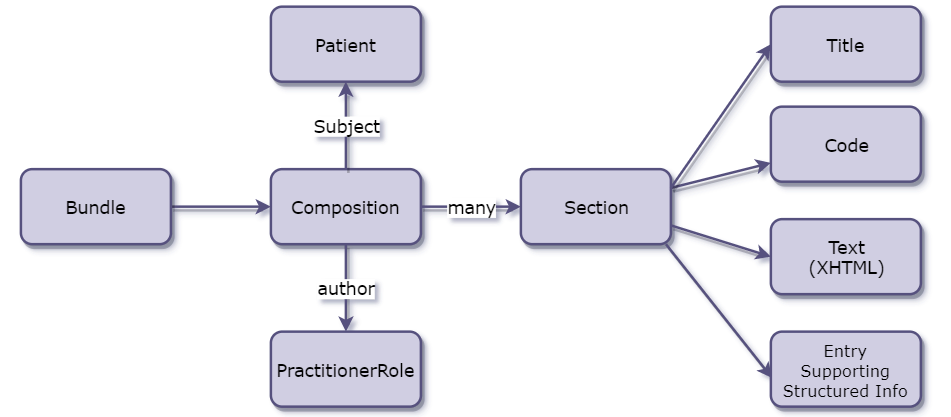 Patient
Title
Subject
Code
Bundle
Composition
many
Section
Text
(XHTML)
author
PractitionerRole
Entry
Supporting
Structured Info